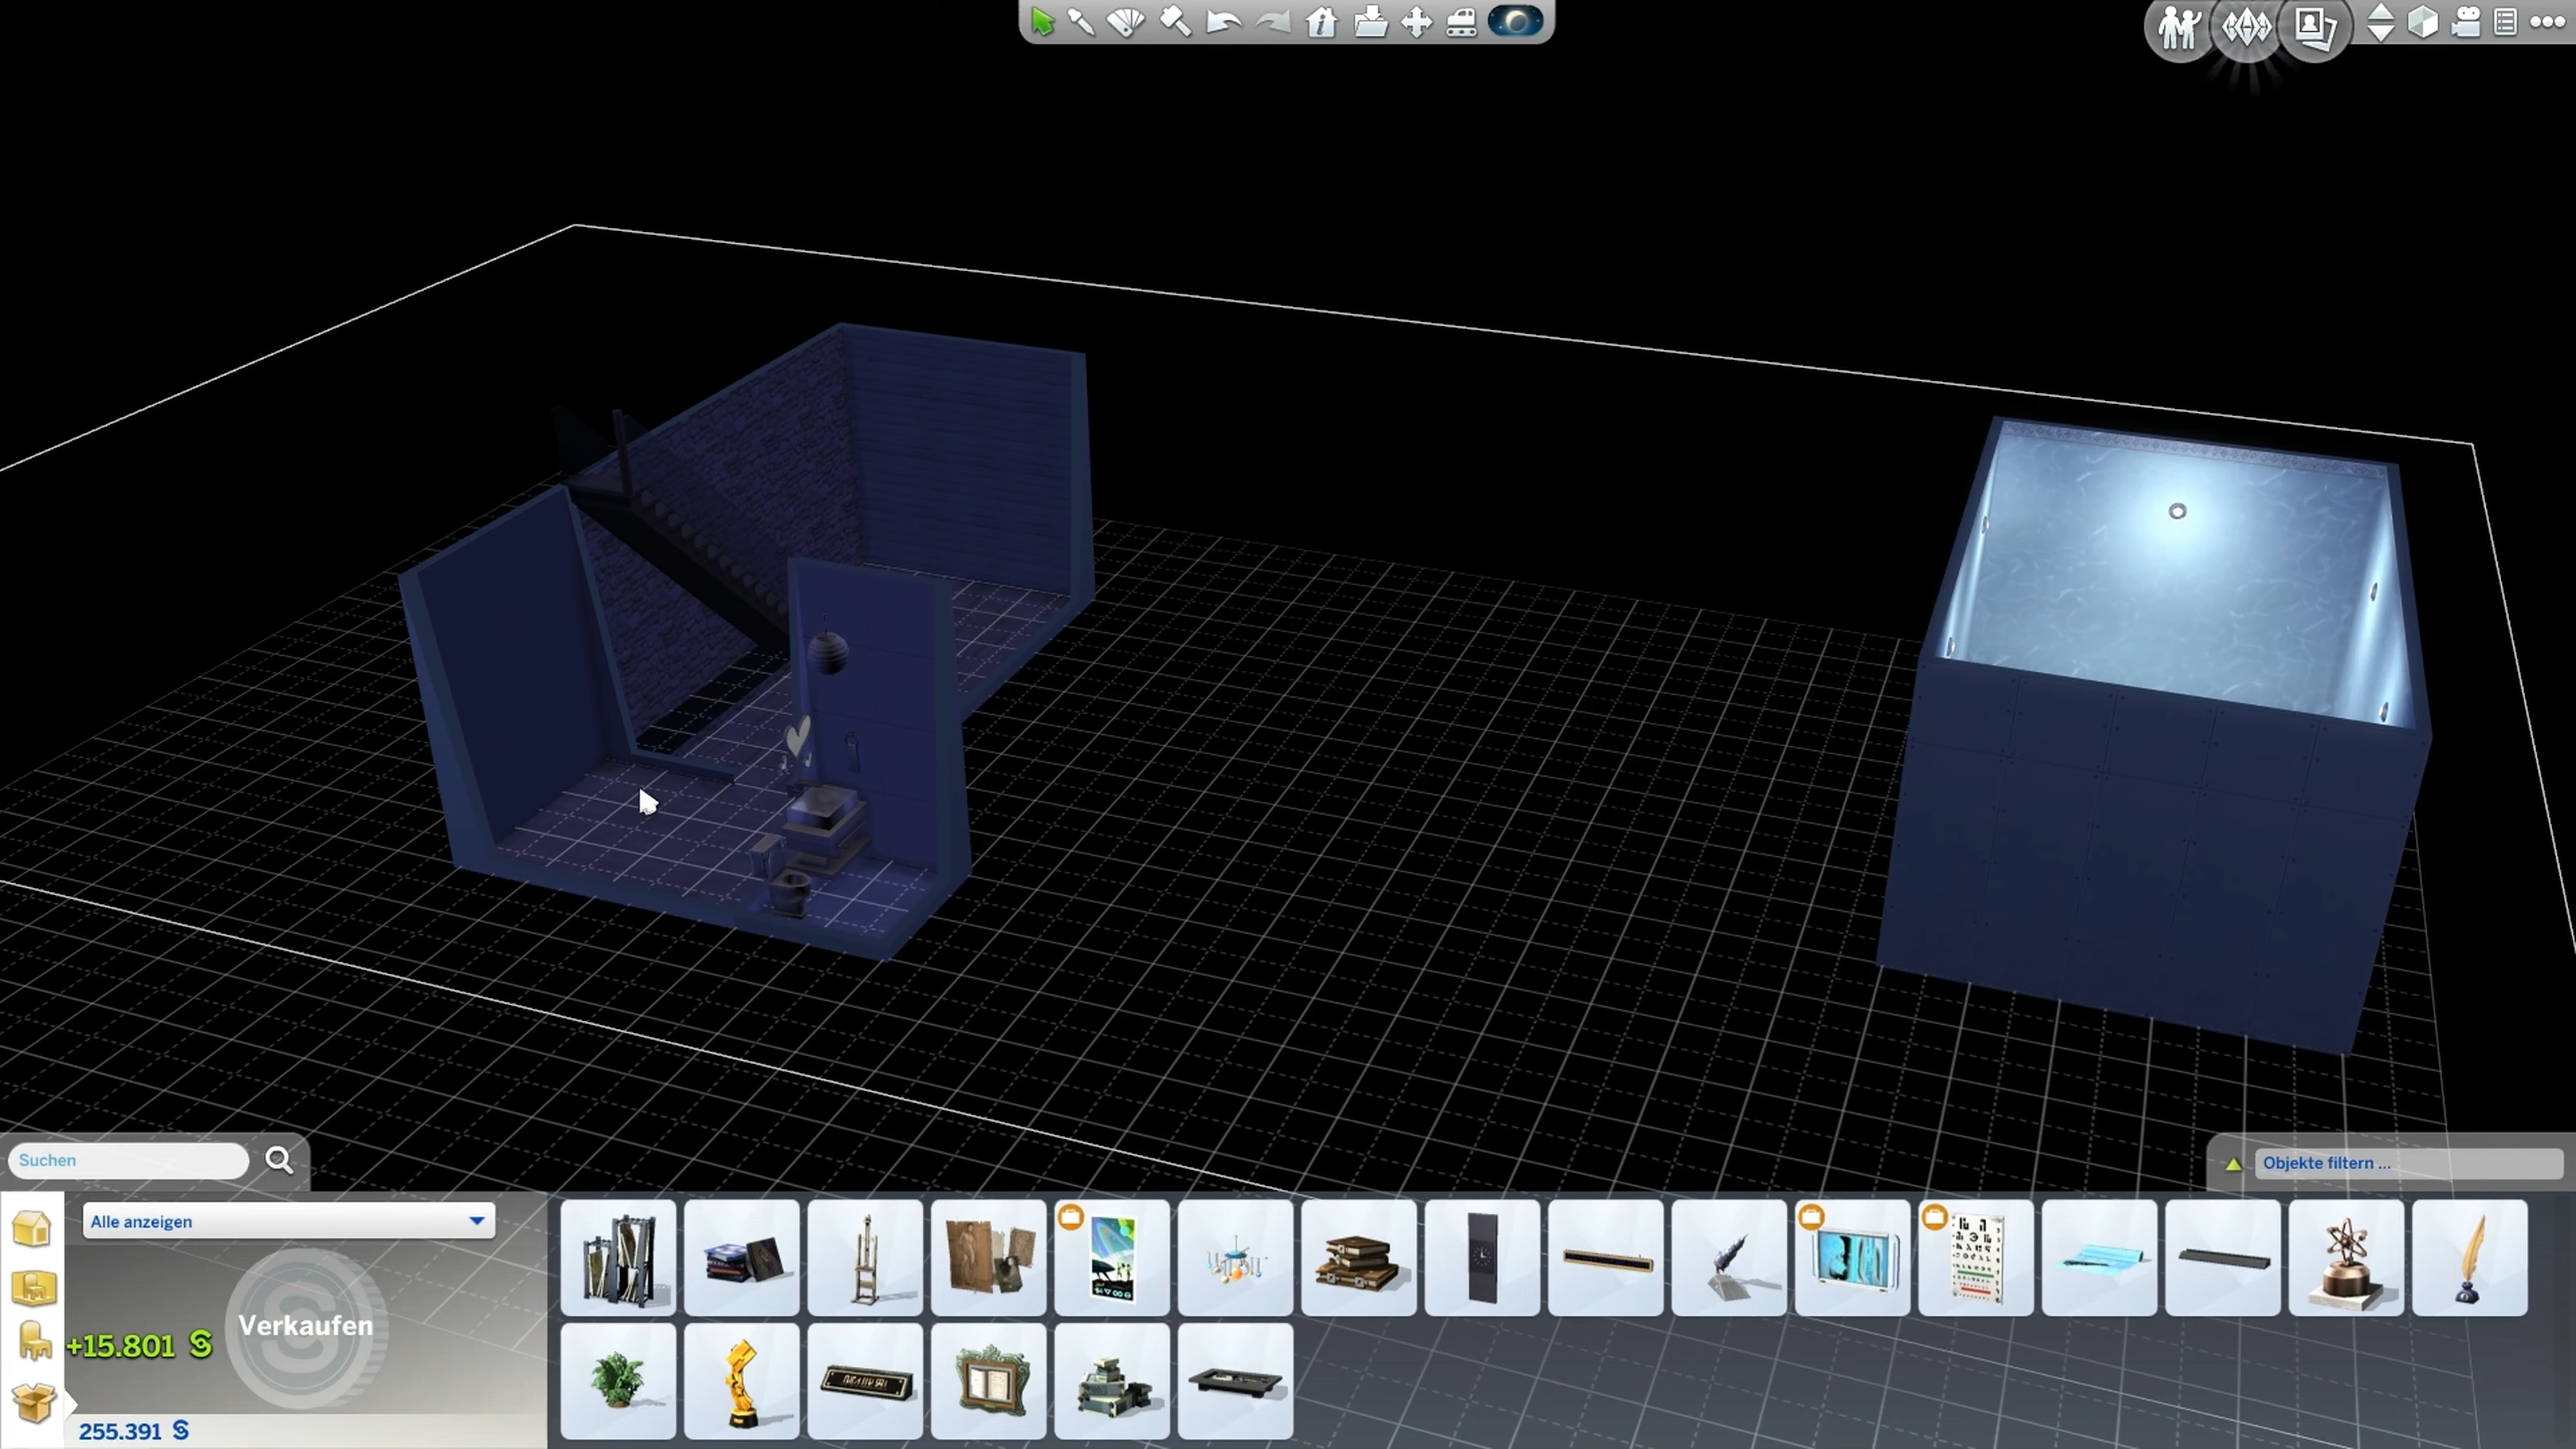 Suchen
Objekte filtern ...
Alle anzeigen
Verkaufen
+15.801
255.391